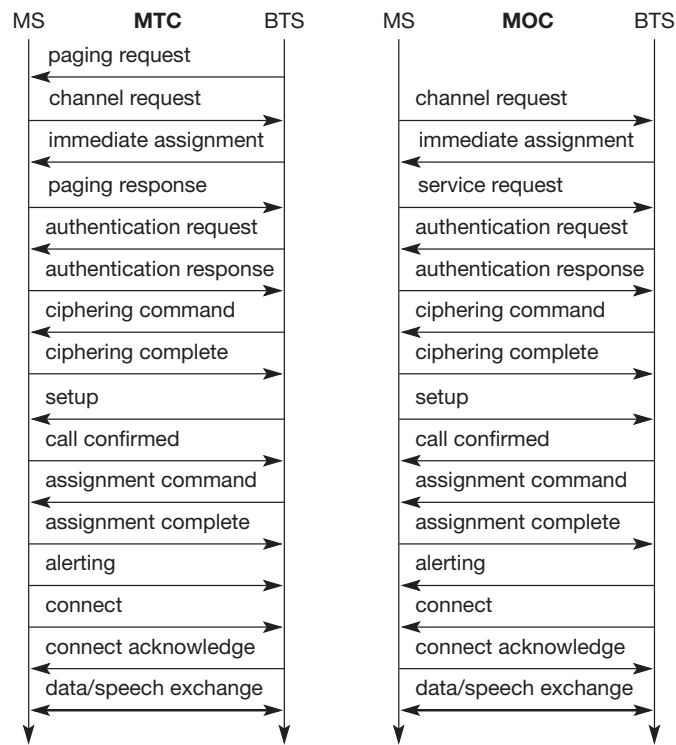 MS MTC BTS
paging request
channel request
immediate assignment
paging response
authentication request
authentication response
ciphering command
ciphering complete
setup
call confirmed
assignment command
assignment complete
alerting
connect
connect acknowledge
data/speech exchange
MS MOC BTS
channel request
immediate assignment
service request
authentication request
authentication response
ciphering command
ciphering complete
setup
call confirmed
assignment command
assignment complete
alerting
connect
connect acknowledge
data/speech exchange